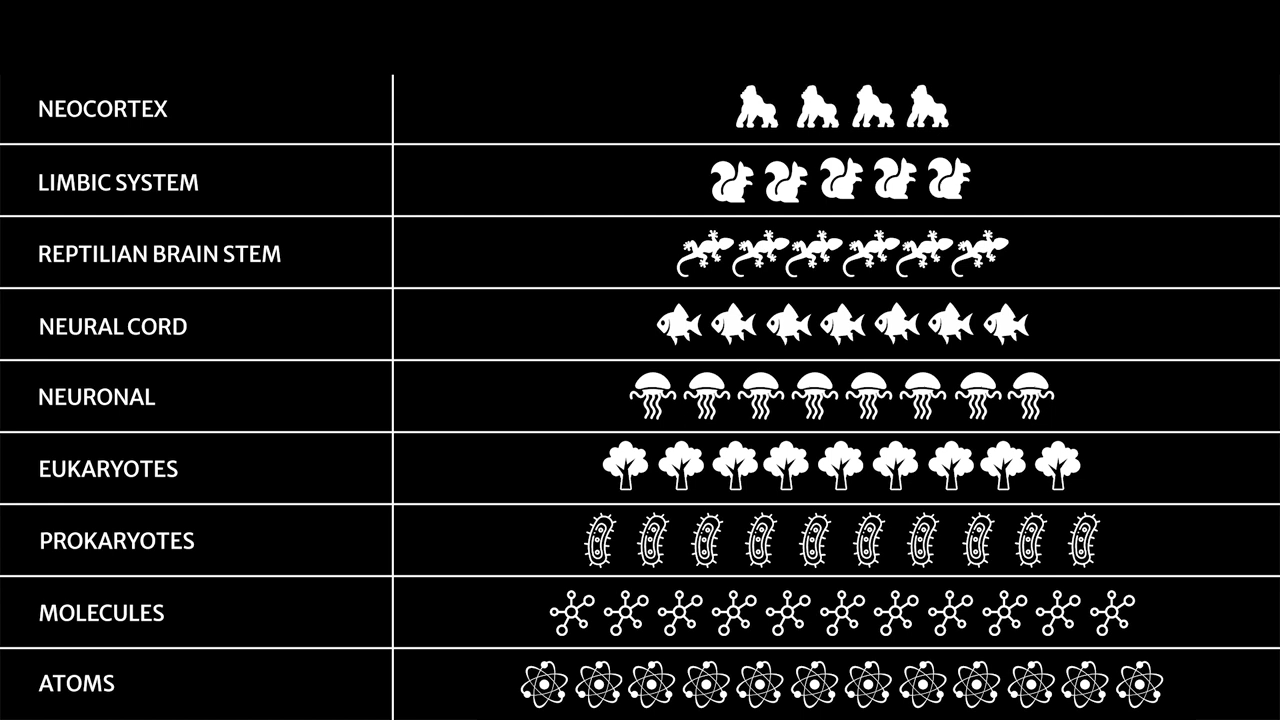 NEOCORTEX
LIMBIC SYSTEM
REPTILIAN BRAIN STEM
NEURAL CORD
NEURONAL
EUKARYOTES
PROKARYOTES
MOLECULES
ATOMS